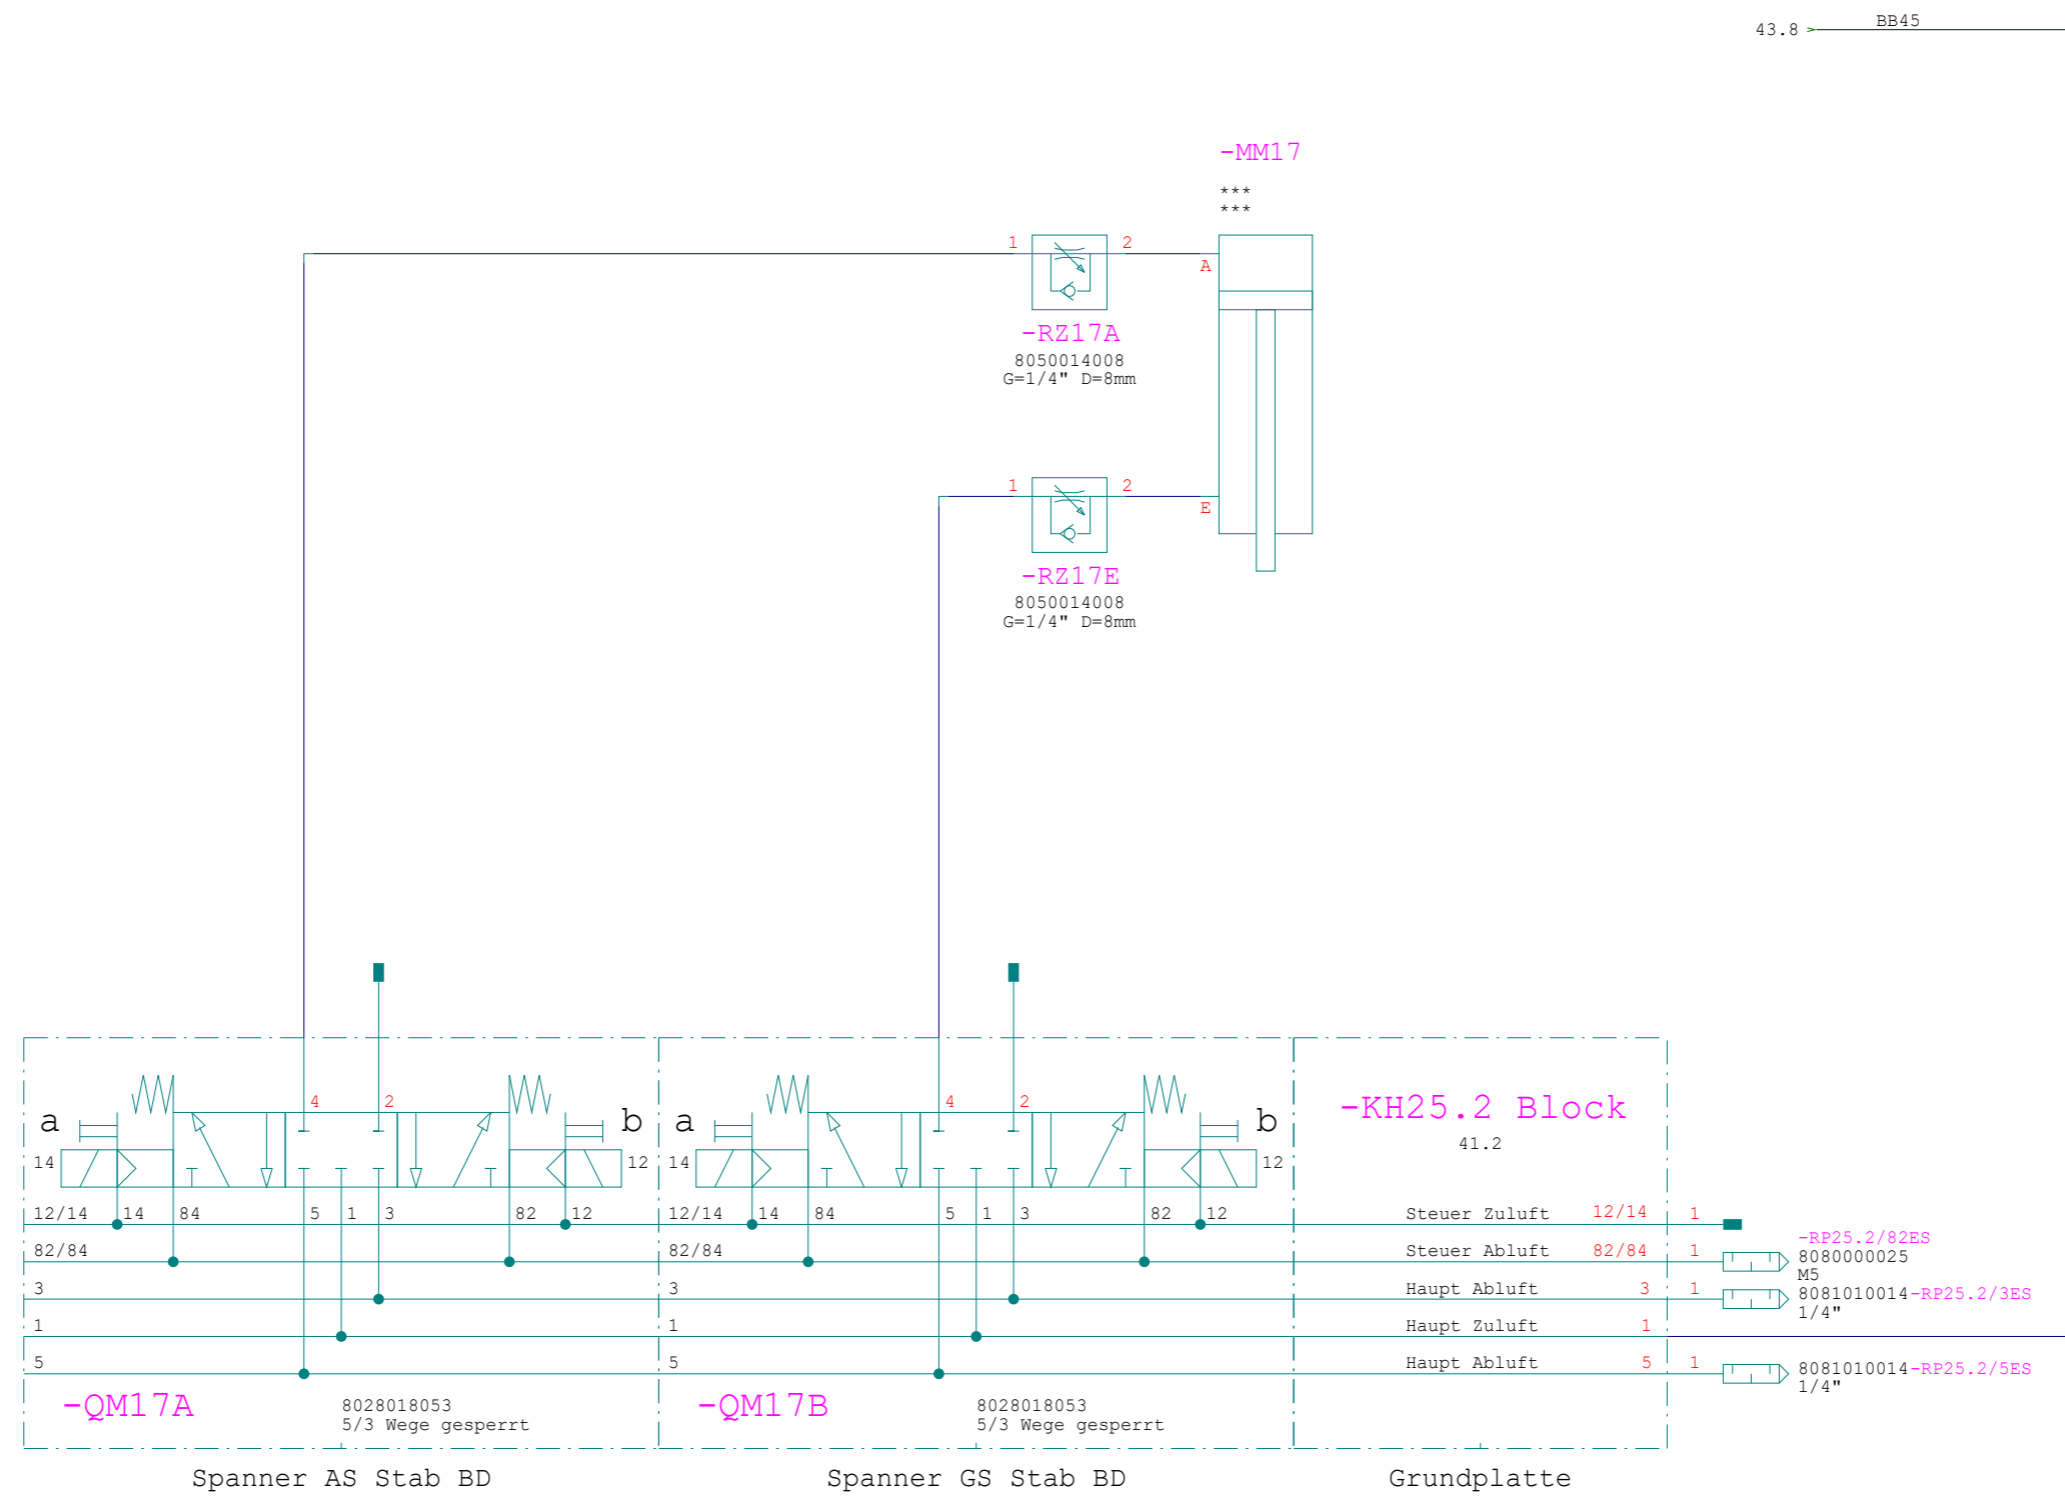 43.8 BB45
-MM17
***
***
1 2
A
-RZ17A
8050014008
G=1/4" D=8mm
1 2
E
-RZ17E
8050014008
G=1/4" D=8mm
4 2 4 2
a b a b
-KH25.2 Block
41.2
14 12 14 12
12/14 14 84 5 1 3 82 12 12/14 14 84 5 1 3 82 12 Steuer Zuluft 12/14 1
-RP25.2/82ES
82/84 82/84 Steuer Abluft 82/84 1 8080000025
M5
3 3 Haupt Abluft 3 1 8081010014-RP25.2/3ES
1/4"
1 1 Haupt Zuluft 1
5 5 Haupt Abluft 5 1 8081010014-RP25.2/5ES
1/4"
-QM17A 8028018053 -QM17B 8028018053
5/3 Wege gesperrt 5/3 Wege gesperrt
Spanner AS Stab BD Spanner GS Stab BD Grundplatte